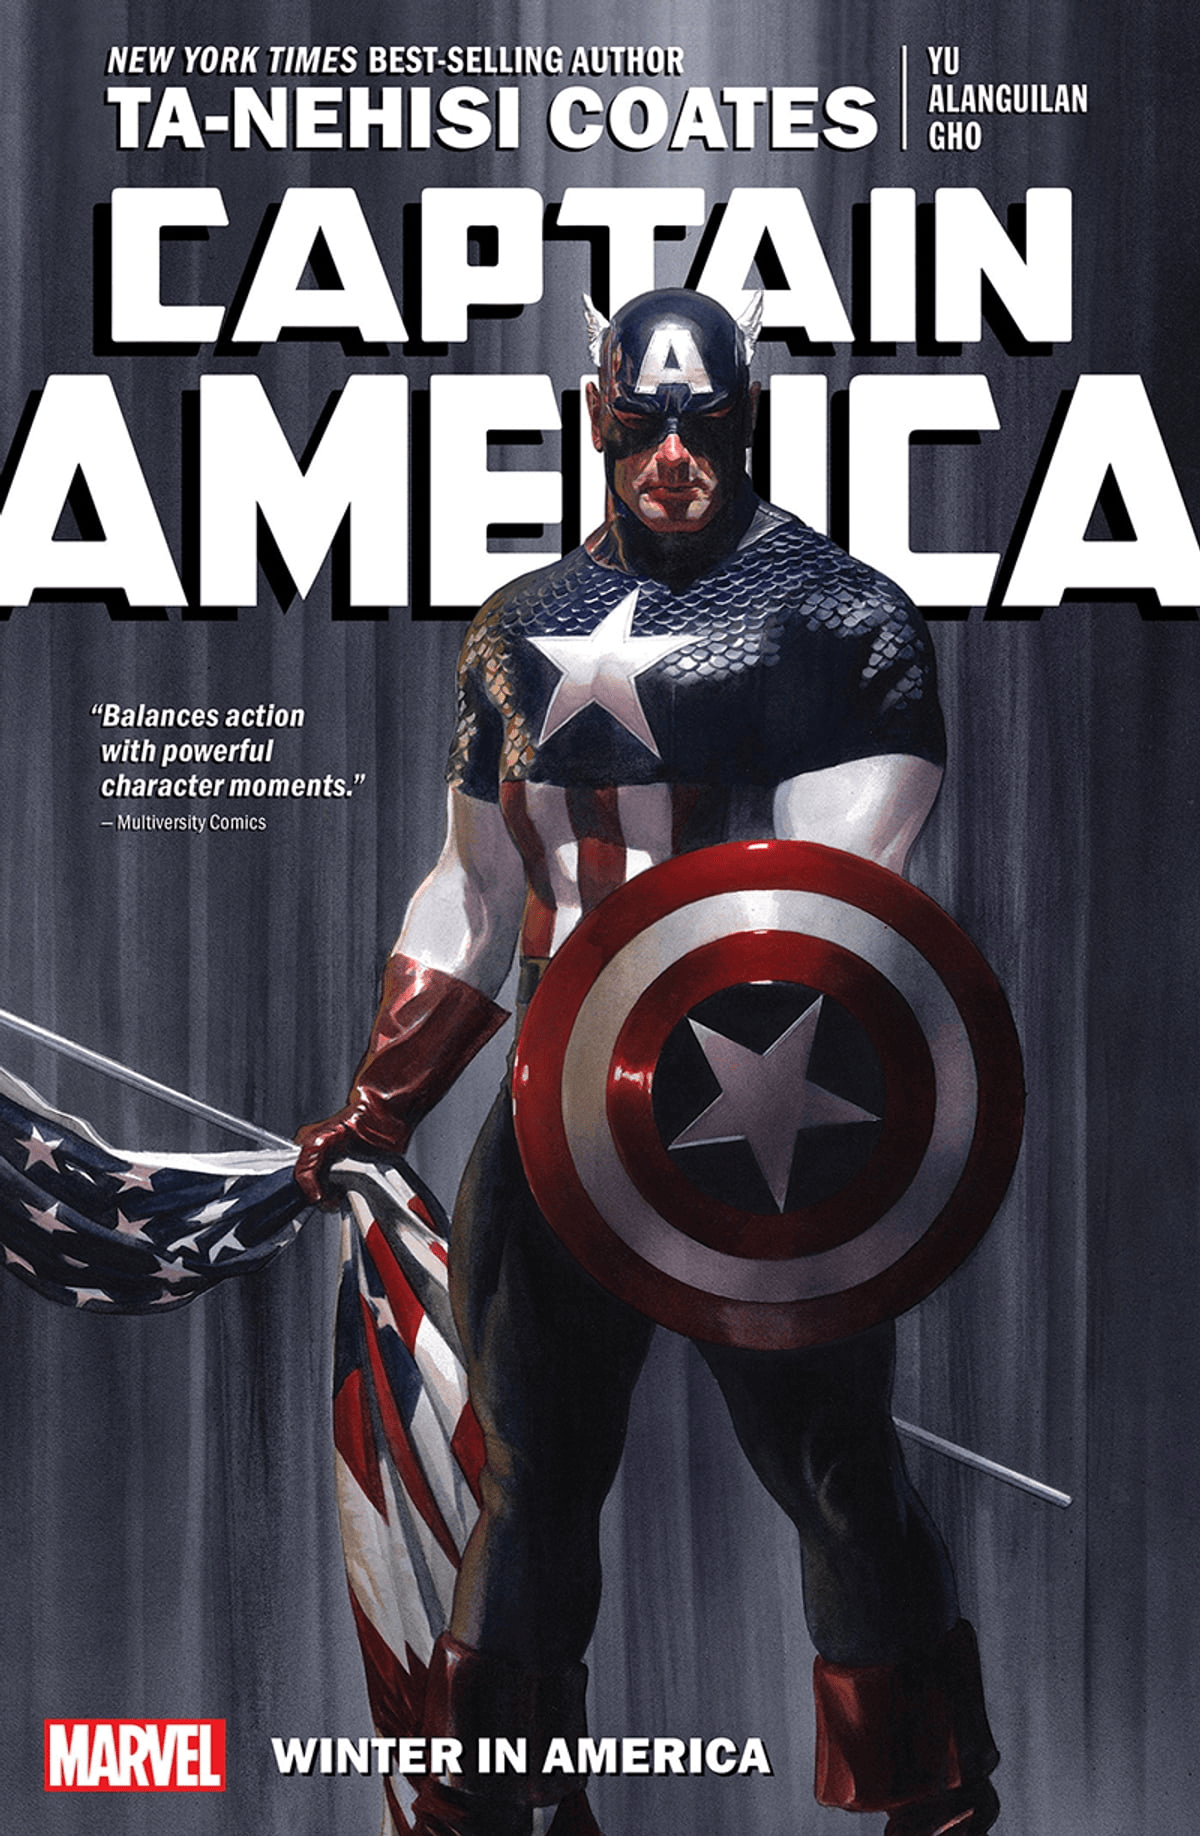 NEW YORK TIMES BEST-SELLING AUTHOR
TA-NEHISI COATES
YU
ALANGUILAN
GHO
CAPTAIN
AMERICA
A
“Balances action
with powerful
character moments.”
– Multiversity Comics
MARVEL
WINTER IN AMERICA